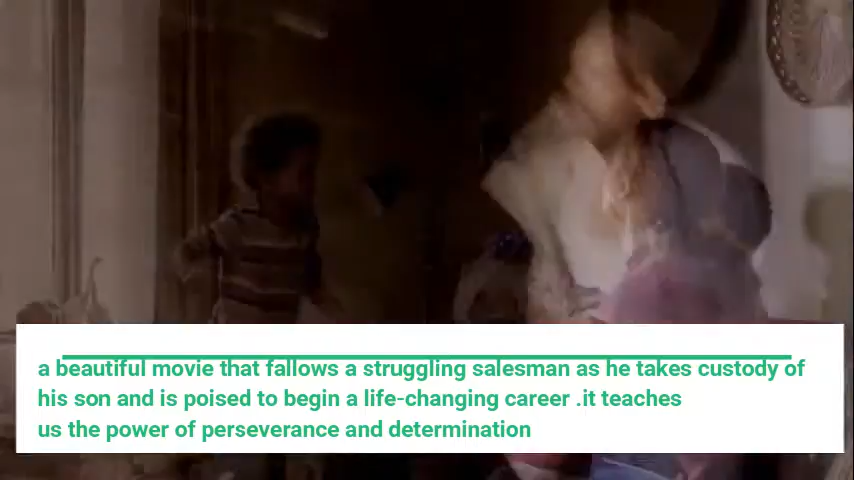 a beautiful movie that fallows a struggling salesman as he takes custody of
his son and is poised to begin a life-changing career .it teaches
us the power of perseverance and determination